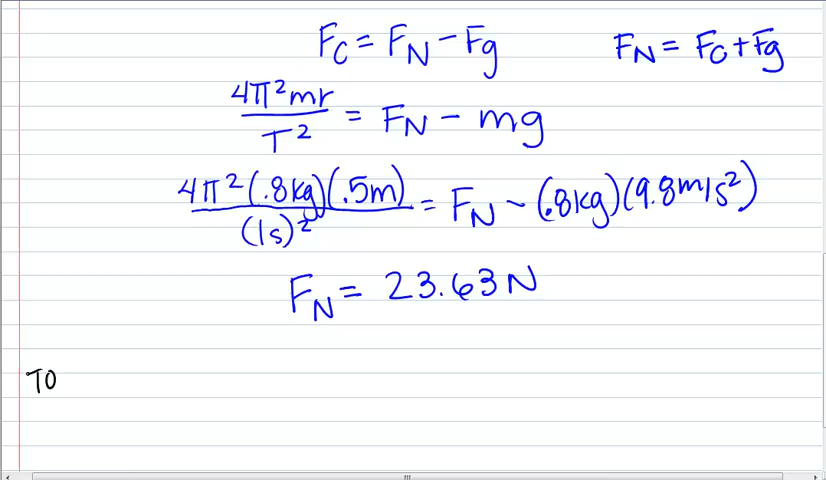 F_C = F_N − F_g    F_N = F_C + F_g
4π²mr / T² = F_N − mg
4π²(.8kg)(.5m) / (1s)² = F_N − (.8kg)(9.8m/s²)
F_N = 23.63N
TO